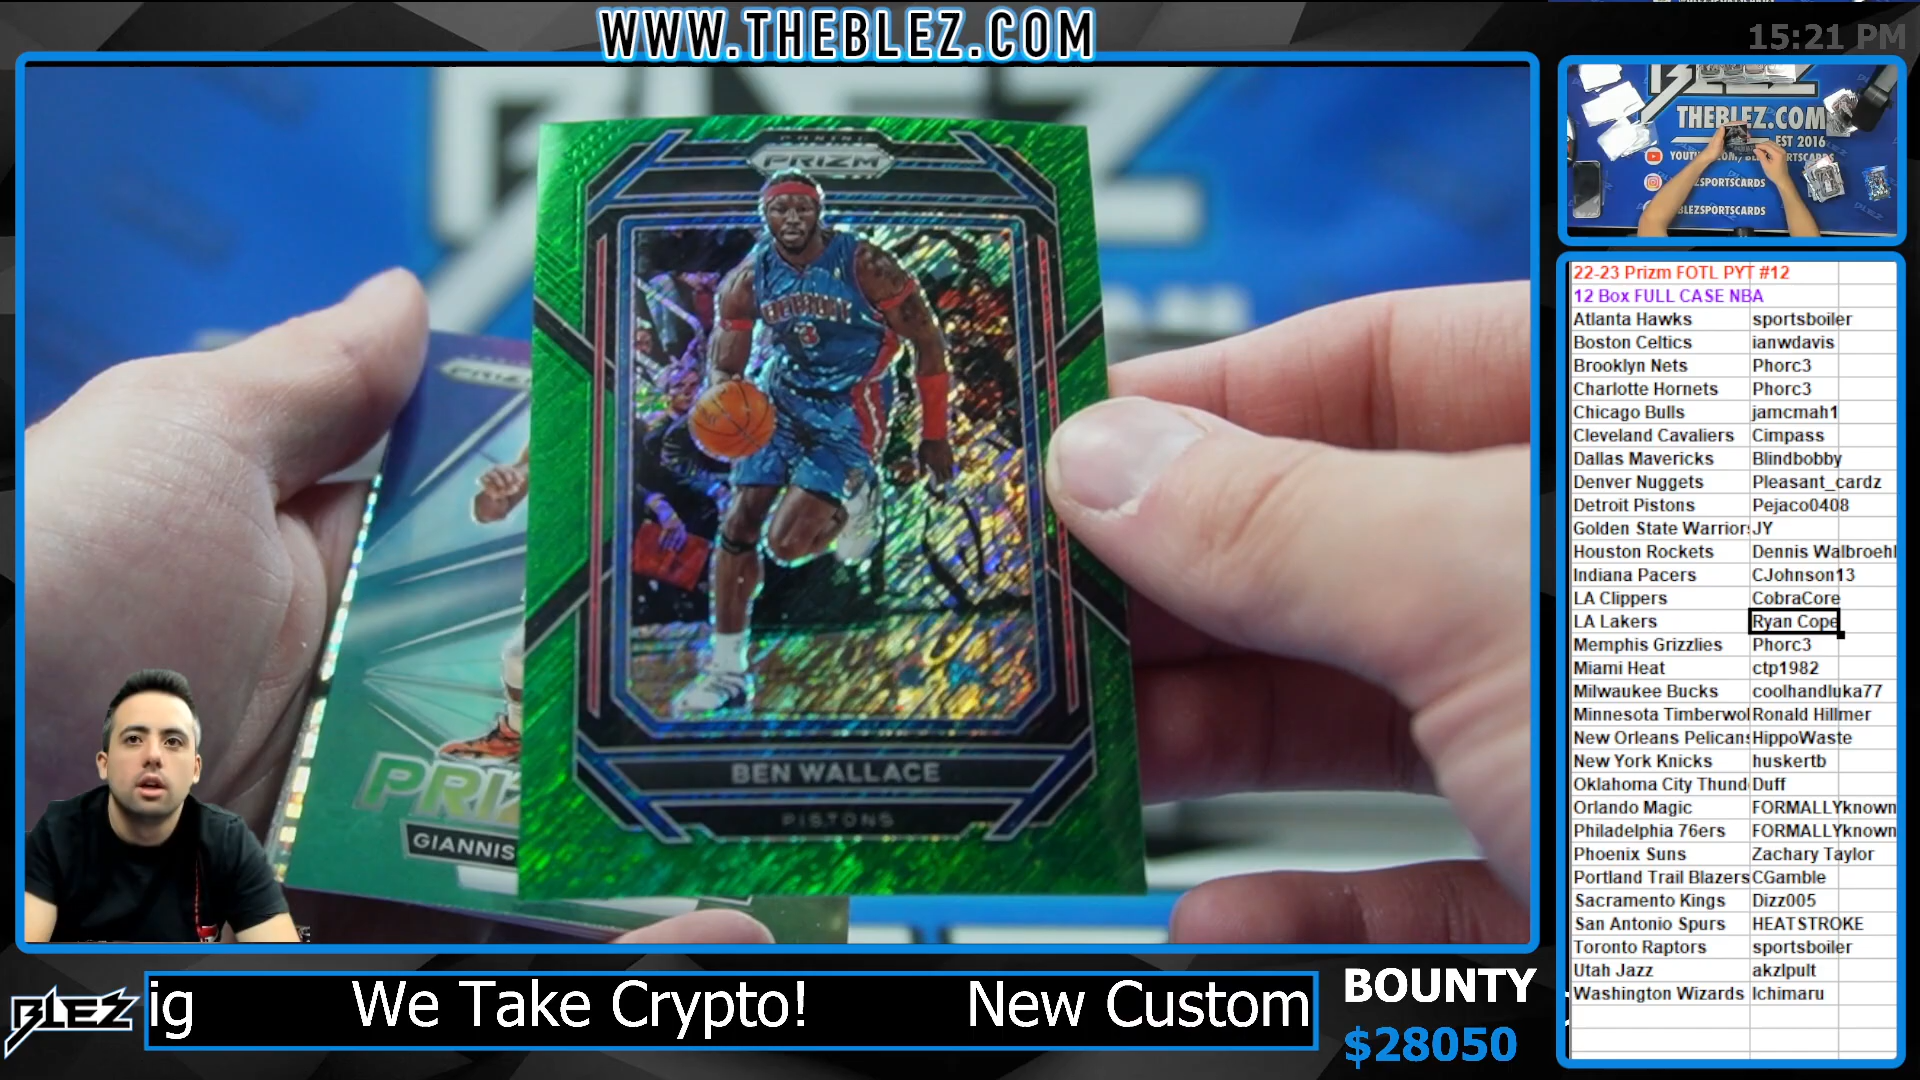 WWW.THEBLEZ.COM
15:21 PM
PANINI
PRIZM
DETROIT
3
BEN WALLACE
PISTONS
PRIZ
GIANNIS
BLEZ
THEBLEZ.COM
EST 2016
BLEZSPORTSCARDS
22-23 Prizm FOTL PYT #12
12 Box FULL CASE NBA
Atlanta Hawks sportsboiler
Boston Celtics ianwdavis
Brooklyn Nets Phorc3
Charlotte Hornets Phorc3
Chicago Bulls jamcmah1
Cleveland Cavaliers Cimpass
Dallas Mavericks Blindbobby
Denver Nuggets Pleasant_cardz
Detroit Pistons Pejaco0408
Golden State Warriors JY
Houston Rockets Dennis Walbroehl
Indiana Pacers CJohnson13
LA Clippers CobraCore
LA Lakers Ryan Cope
Memphis Grizzlies Phorc3
Miami Heat ctp1982
Milwaukee Bucks coolhandluka77
Minnesota Timberwol Ronald Hillmer
New Orleans Pelicans HippoWaste
New York Knicks huskertb
Oklahoma City Thund Duff
Orlando Magic FORMALLYknown
Philadelphia 76ers FORMALLYknown
Phoenix Suns Zachary Taylor
Portland Trail Blazers CGamble
Sacramento Kings Dizz005
San Antonio Spurs HEATSTROKE
Toronto Raptors sportsboiler
Utah Jazz akzlpult
Washington Wizards Ichimaru
BLEZ
ig We Take Crypto! New Custom
BOUNTY
$28050